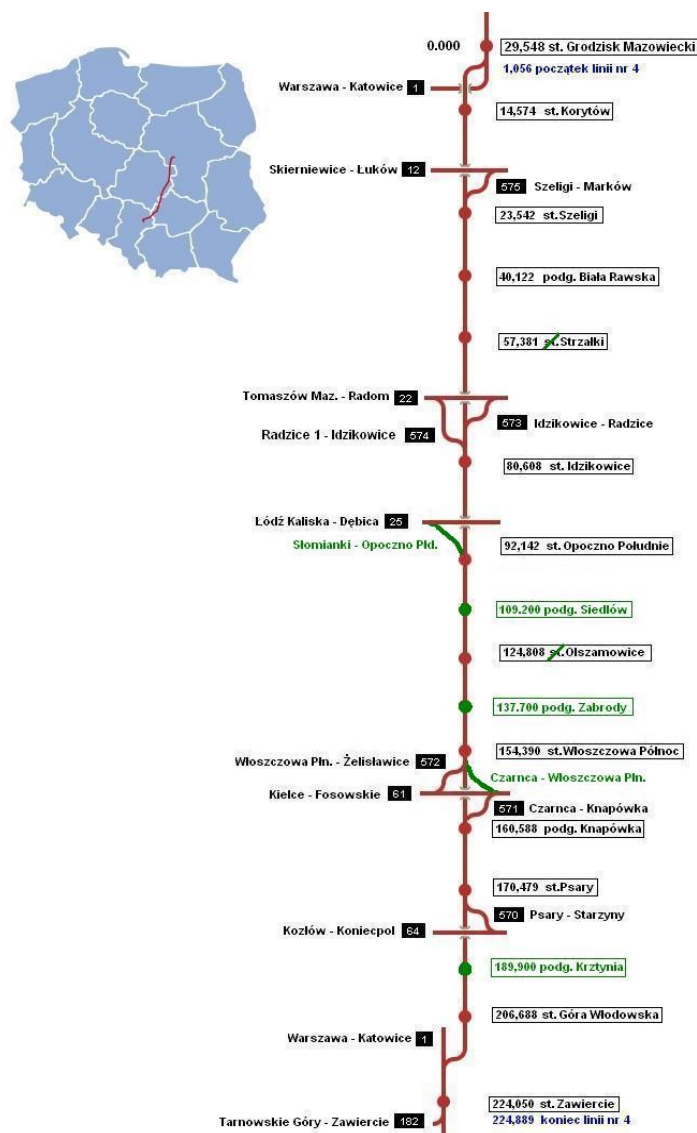 0.000
29,548 st. Grodzisk Mazowiecki
1,056 początek linii nr 4
Warszawa - Katowice 1
14,574 st. Korytów
Skierniewice - Łuków 12
575 Szeligi - Marków
23,542 st. Szeligi
40,122 podg. Biała Rawska
57,381 st. Strzałki
Tomaszów Maz. - Radom 22
573 Idzikowice - Radzice
Radzice 1 - Idzikowice 574
80,608 st. Idzikowice
Łódź Kaliska - Dębica 25
Słomianki - Opoczno Płd.
92,142 st. Opoczno Południe
109.200 podg. Siedlów
124,808 st. Olszamowice
137.700 podg. Zabrody
154,390 st. Włoszczowa Północ
Włoszczowa Płn. - Żelisławice 572
Czarnca - Włoszczowa Płn.
Kielce - Fosowskie 61
571 Czarnca - Knapówka
160,588 podg. Knapówka
170,479 st. Psary
570 Psary - Starzyny
Kozłów - Koniecpol 64
189,900 podg. Krztynia
206,688 st. Góra Włodowska
Warszawa - Katowice 1
224,050 st. Zawiercie
Tarnowskie Góry - Zawiercie 182
224,889 koniec linii nr 4